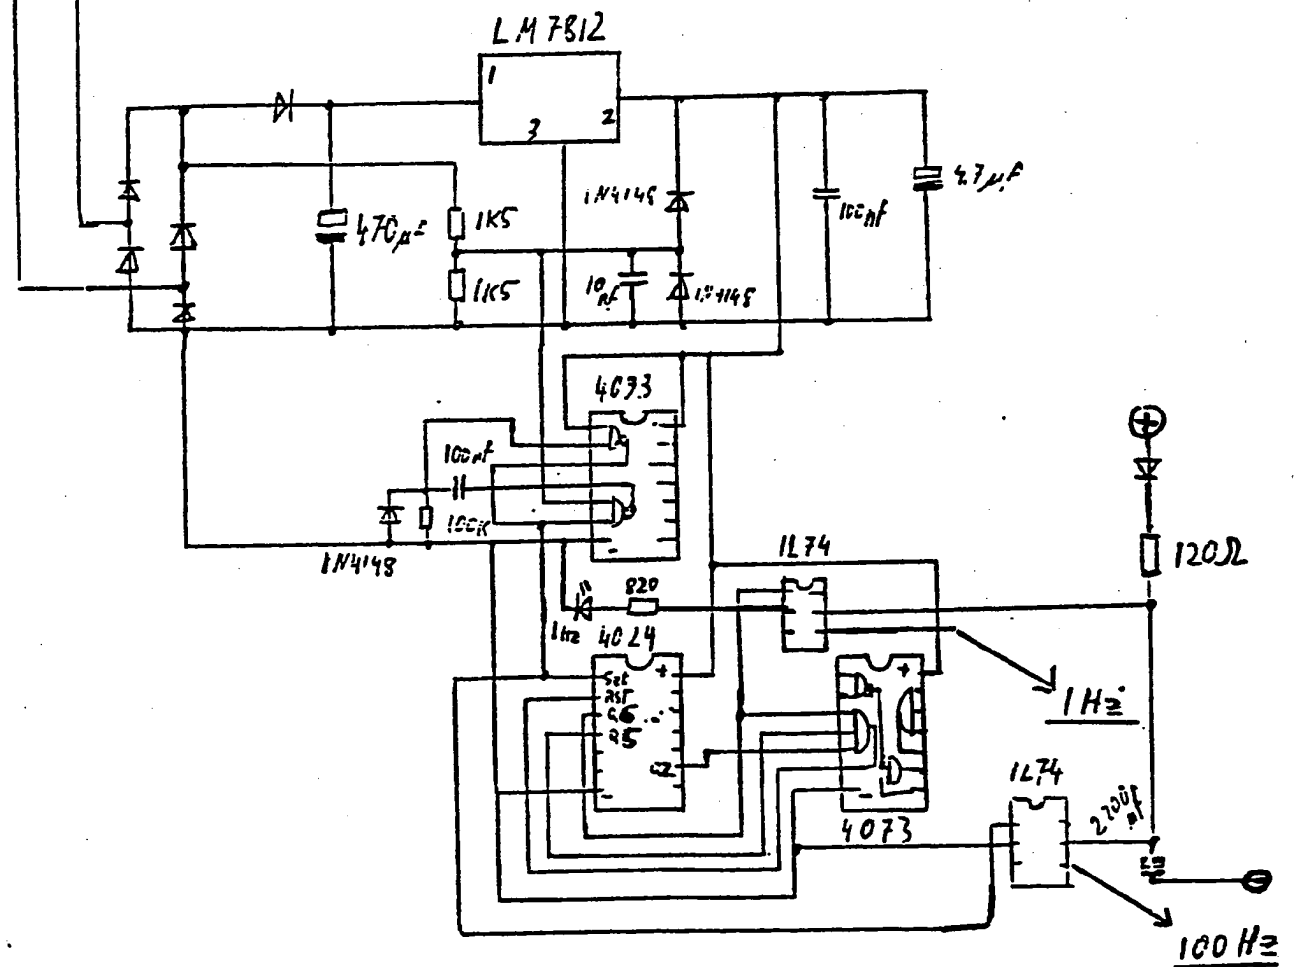 LM7812
1
2
3
1N4148
100nF
4.7µF
470µF
1K5
1K5
10nF
1N4148
4093
100nF
100K
1N4148
1L74
120Ω
820
1Hz
4024
+
+
Set
RST
Q6
Q5
Q2
-
-
-
1Hz
1L74
2200µF
4073
100Hz